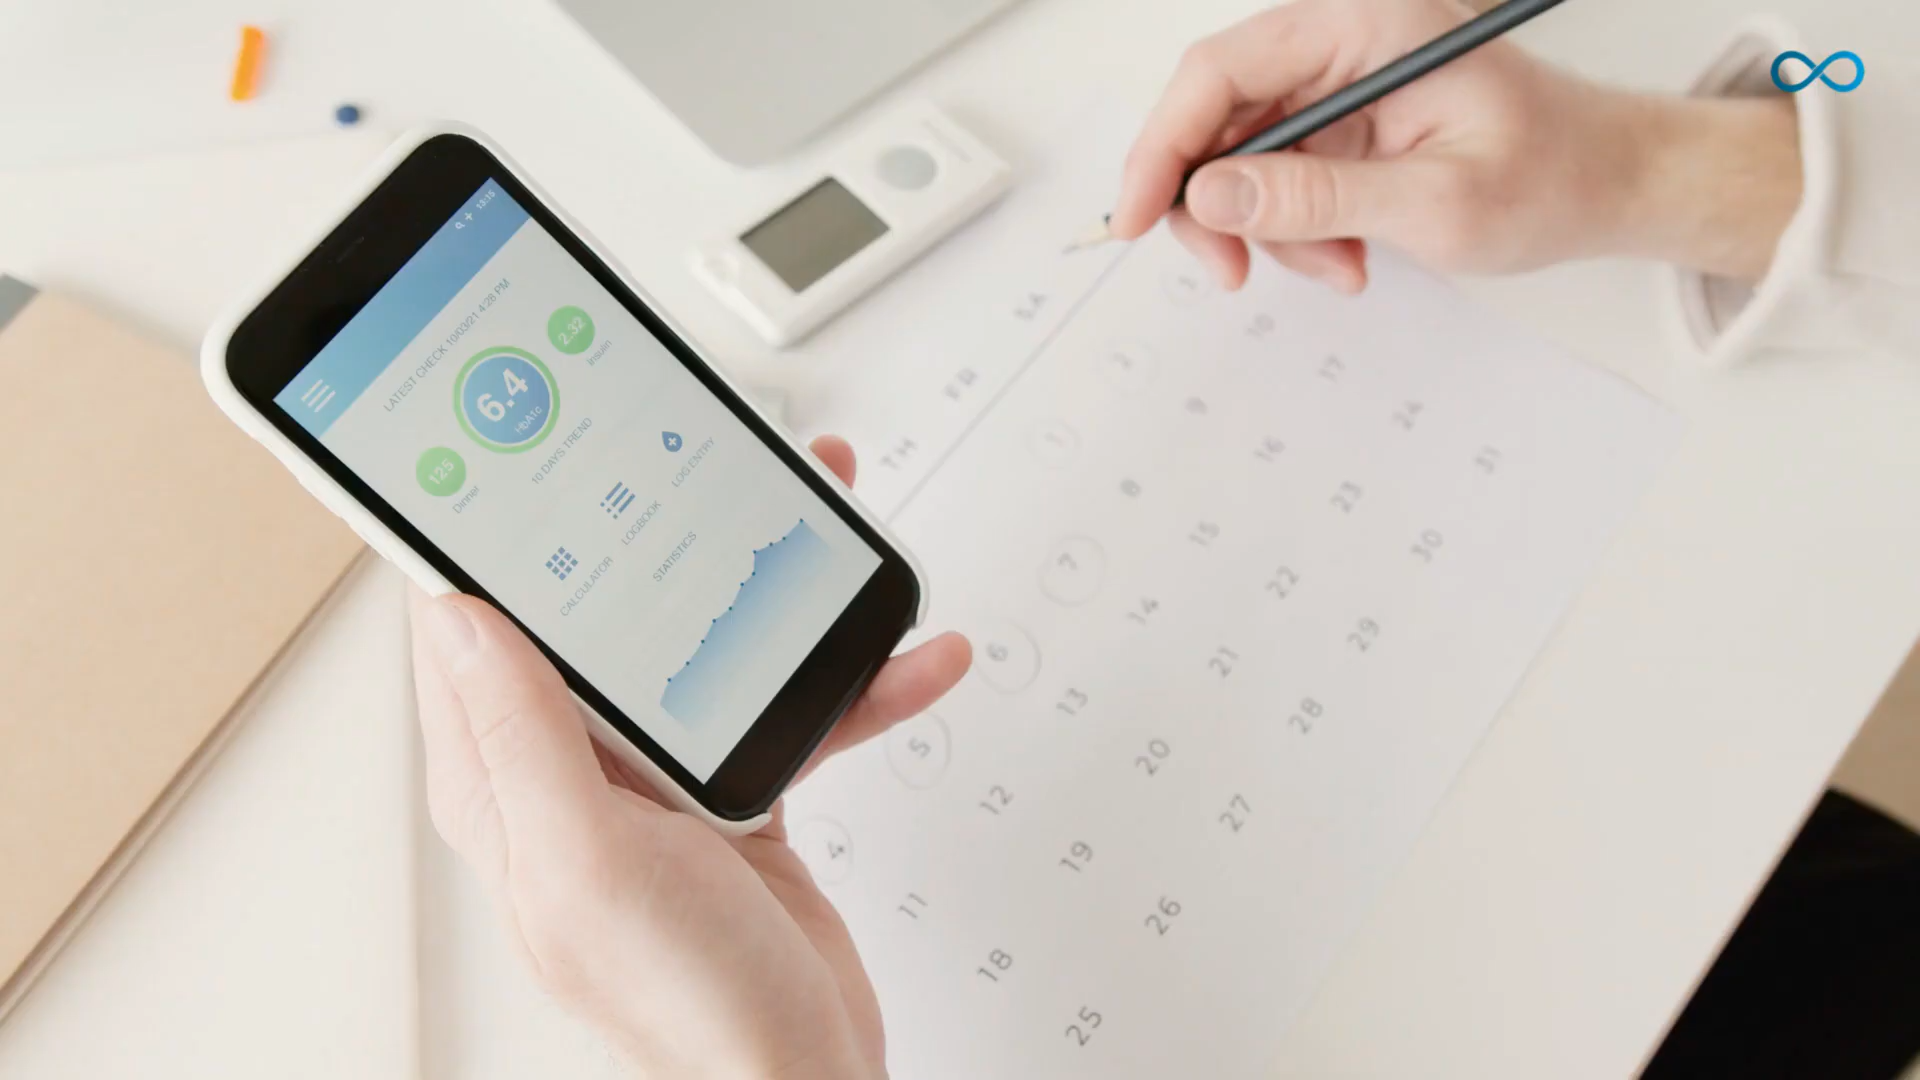 13:15
LATEST CHECK 10/03/21 4:28 PM
125
Dinner
6.4
HbA1c
2.32
Insulin
10 DAYS TREND
CALCULATOR
LOGBOOK
LOG ENTRY
STATISTICS
TH FR SA
1 2 3
4 5 6 7 8 9 10
11 12 13 14 15 16 17
18 19 20 21 22 23 24
25 26 27 28 29 30 31